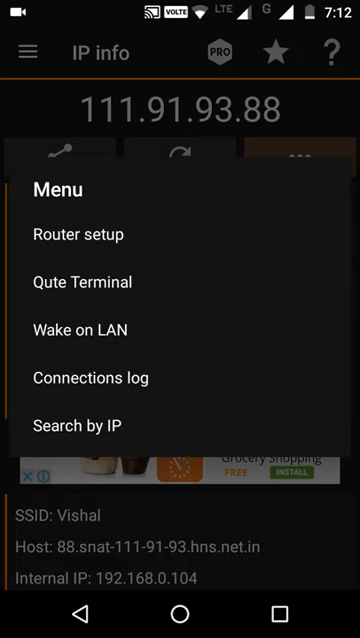 VOLTE LTE G 7:12
IP info PRO ?
111.91.93.88
Menu
Router setup
Qute Terminal
Wake on LAN
Connections log
Search by IP
Grocery Shopping
FREE INSTALL
SSID: Vishal
Host: 88.snat-111-91-93.hns.net.in
Internal IP: 192.168.0.104